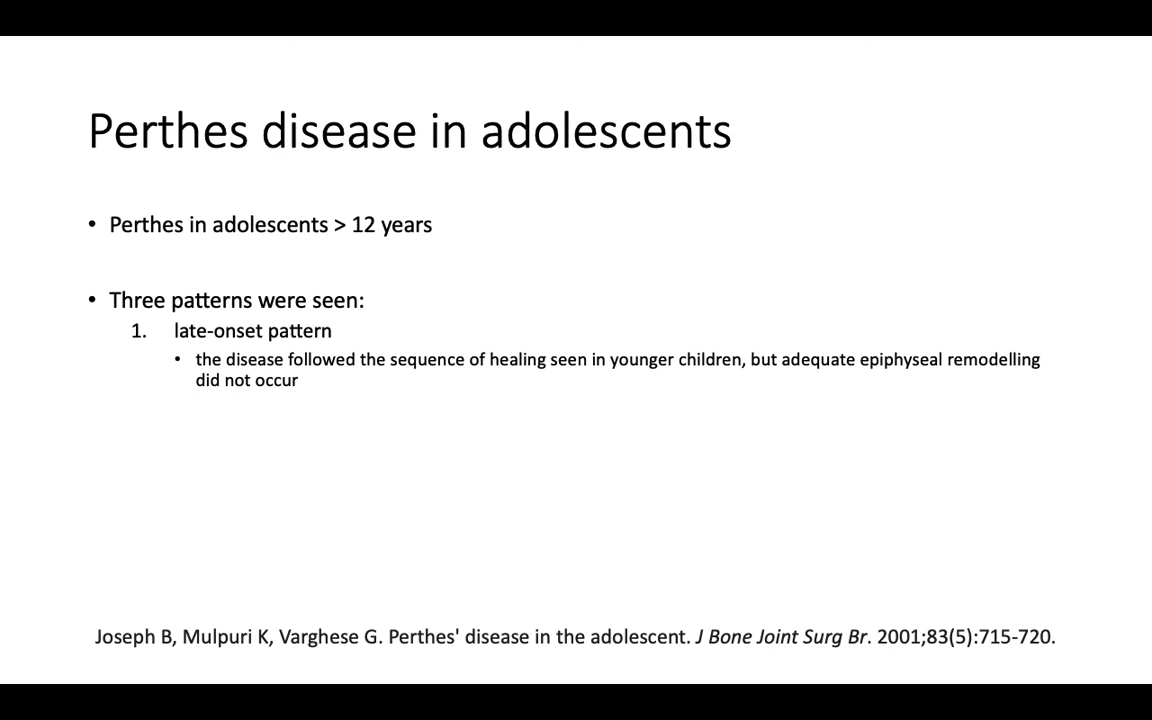 Perthes disease in adolescents
• Perthes in adolescents > 12 years
• Three patterns were seen:
1. late-onset pattern
• the disease followed the sequence of healing seen in younger children, but adequate epiphyseal remodelling
did not occur
Joseph B, Mulpuri K, Varghese G. Perthes' disease in the adolescent. J Bone Joint Surg Br. 2001;83(5):715-720.